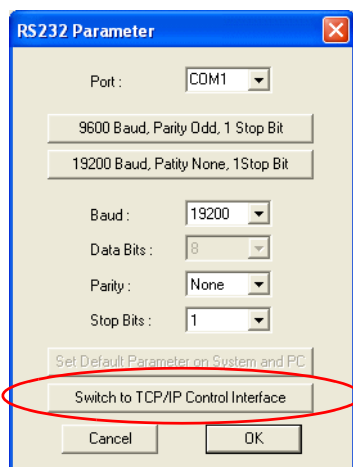 RS232 Parameter
Port : COM1
9600 Baud, Parity Odd, 1 Stop Bit
19200 Baud, Patity None, 1Stop Bit
Baud : 19200
Data Bits : 8
Parity : None
Stop Bits : 1
Set Default Parameter on System and PC
Switch to TCP/IP Control Interface
Cancel OK